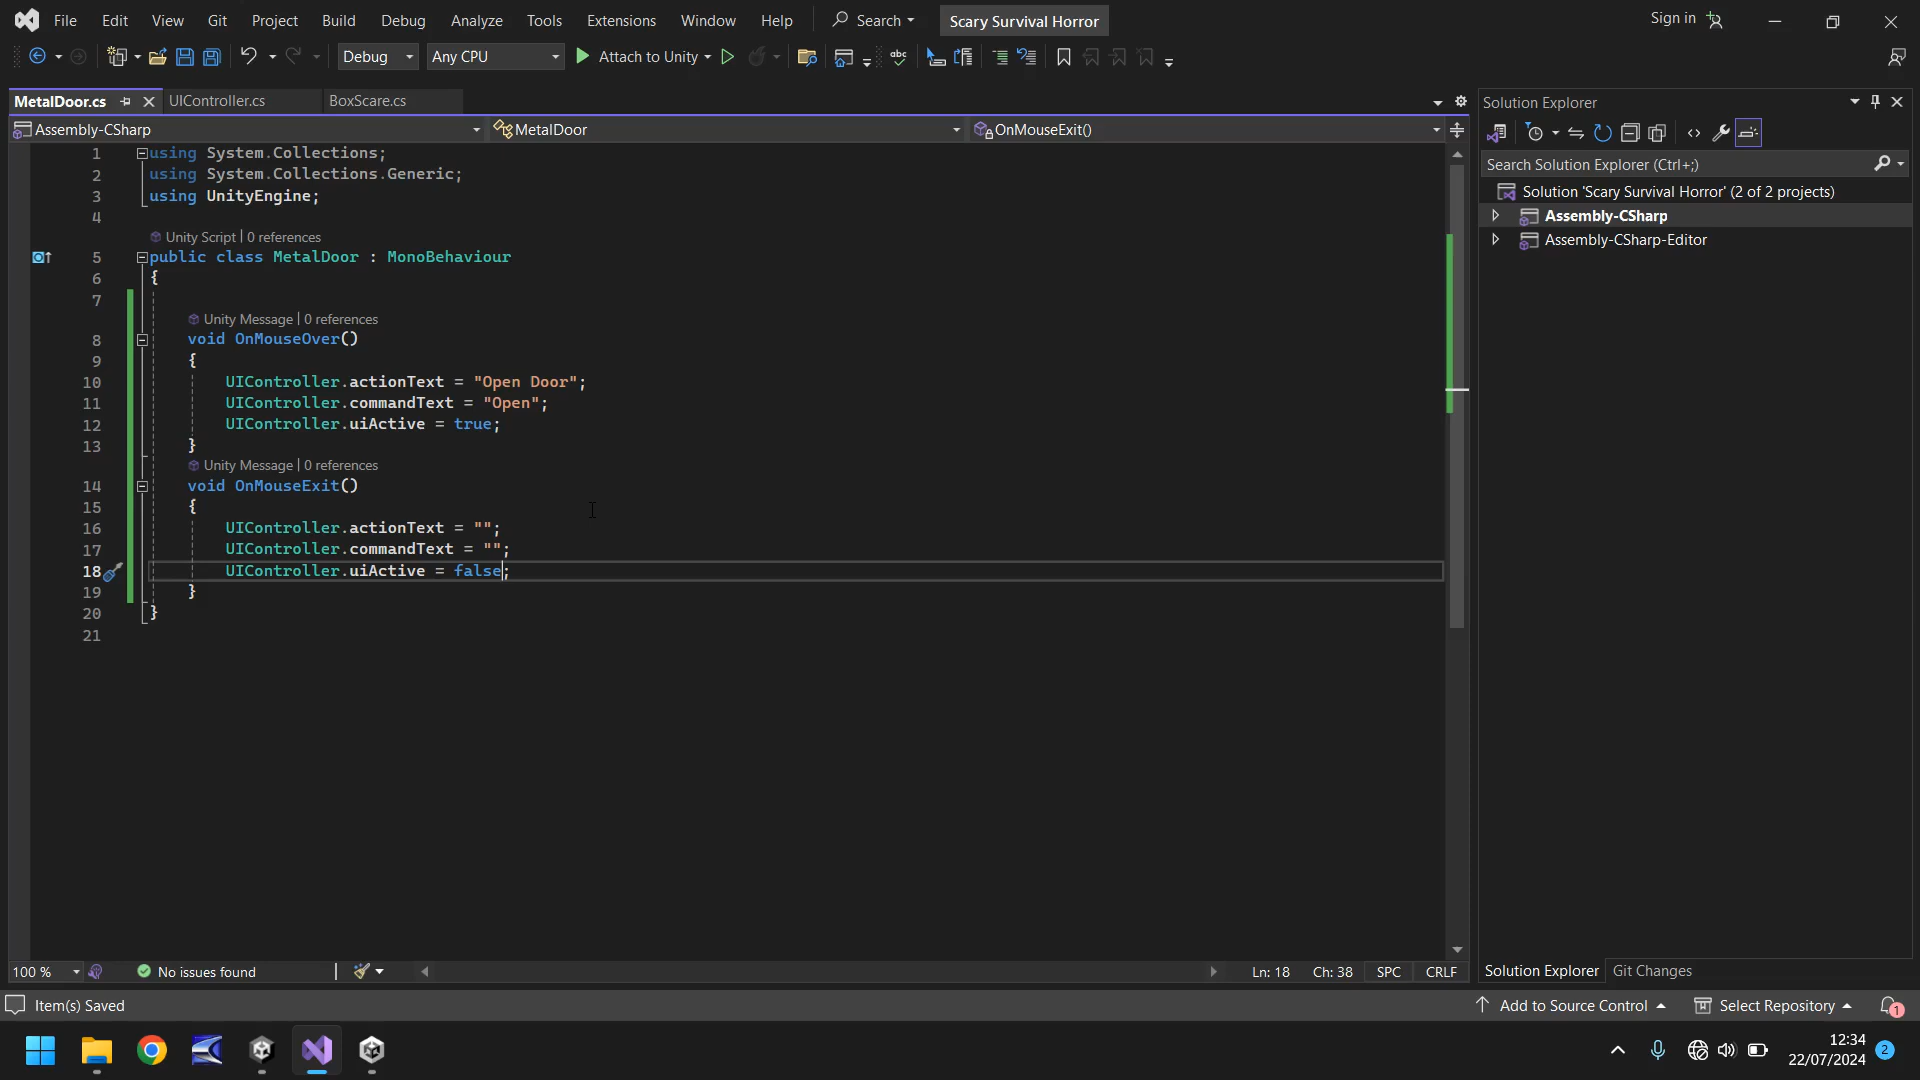 File Edit View Git Project Build Debug Test Analyze Tools Extensions Window Help Search Scary Survival Horror Sign in
Debug Any CPU Attach to Unity
MetalDoor.cs UIController.cs BoxScare.cs
Assembly-CSharp MetalDoor OnMouseExit()
1 using System.Collections;
2 using System.Collections.Generic;
3 using UnityEngine;
4
Unity Script | 0 references
5 public class MetalDoor : MonoBehaviour
6 {
7
Unity Message | 0 references
8 void OnMouseOver()
9 {
10 UIController.actionText = "Open Door";
11 UIController.commandText = "Open";
12 UIController.uiActive = true;
13 }
Unity Message | 0 references
14 void OnMouseExit()
15 {
16 UIController.actionText = "";
17 UIController.commandText = "";
18 UIController.uiActive = false;
19 }
20 }
21
100 % No issues found Ln: 18 Ch: 38 SPC CRLF
Solution Explorer
Search Solution Explorer (Ctrl+;)
Solution 'Scary Survival Horror' (2 of 2 projects)
Assembly-CSharp
Assembly-CSharp-Editor
Solution Explorer Git Changes
Item(s) Saved Add to Source Control Select Repository 1
12:34
22/07/2024 2